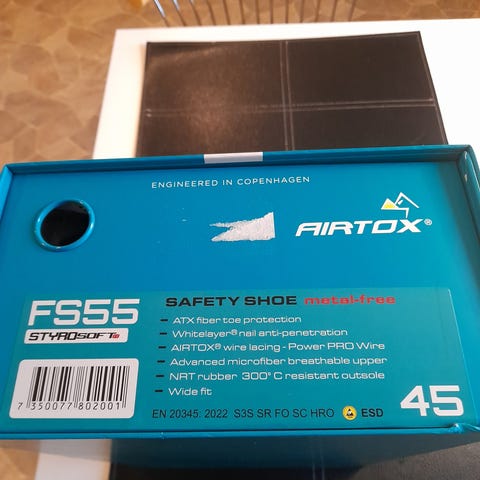 ENGINEERED IN COPENHAGEN
AIRTOX®
FS55
STYROSOFT
SAFETY SHOE metal-free
- ATX fiber toe protection
- Whitelayer® nail anti-penetration
- AIRTOX® wire lacing - Power PRO Wire
- Advanced microfiber breathable upper
- NRT rubber 300° C resistant outsole
- Wide fit
7 350077 802001
EN 20345: 2022 S3S SR FO SC HRO ESD
45